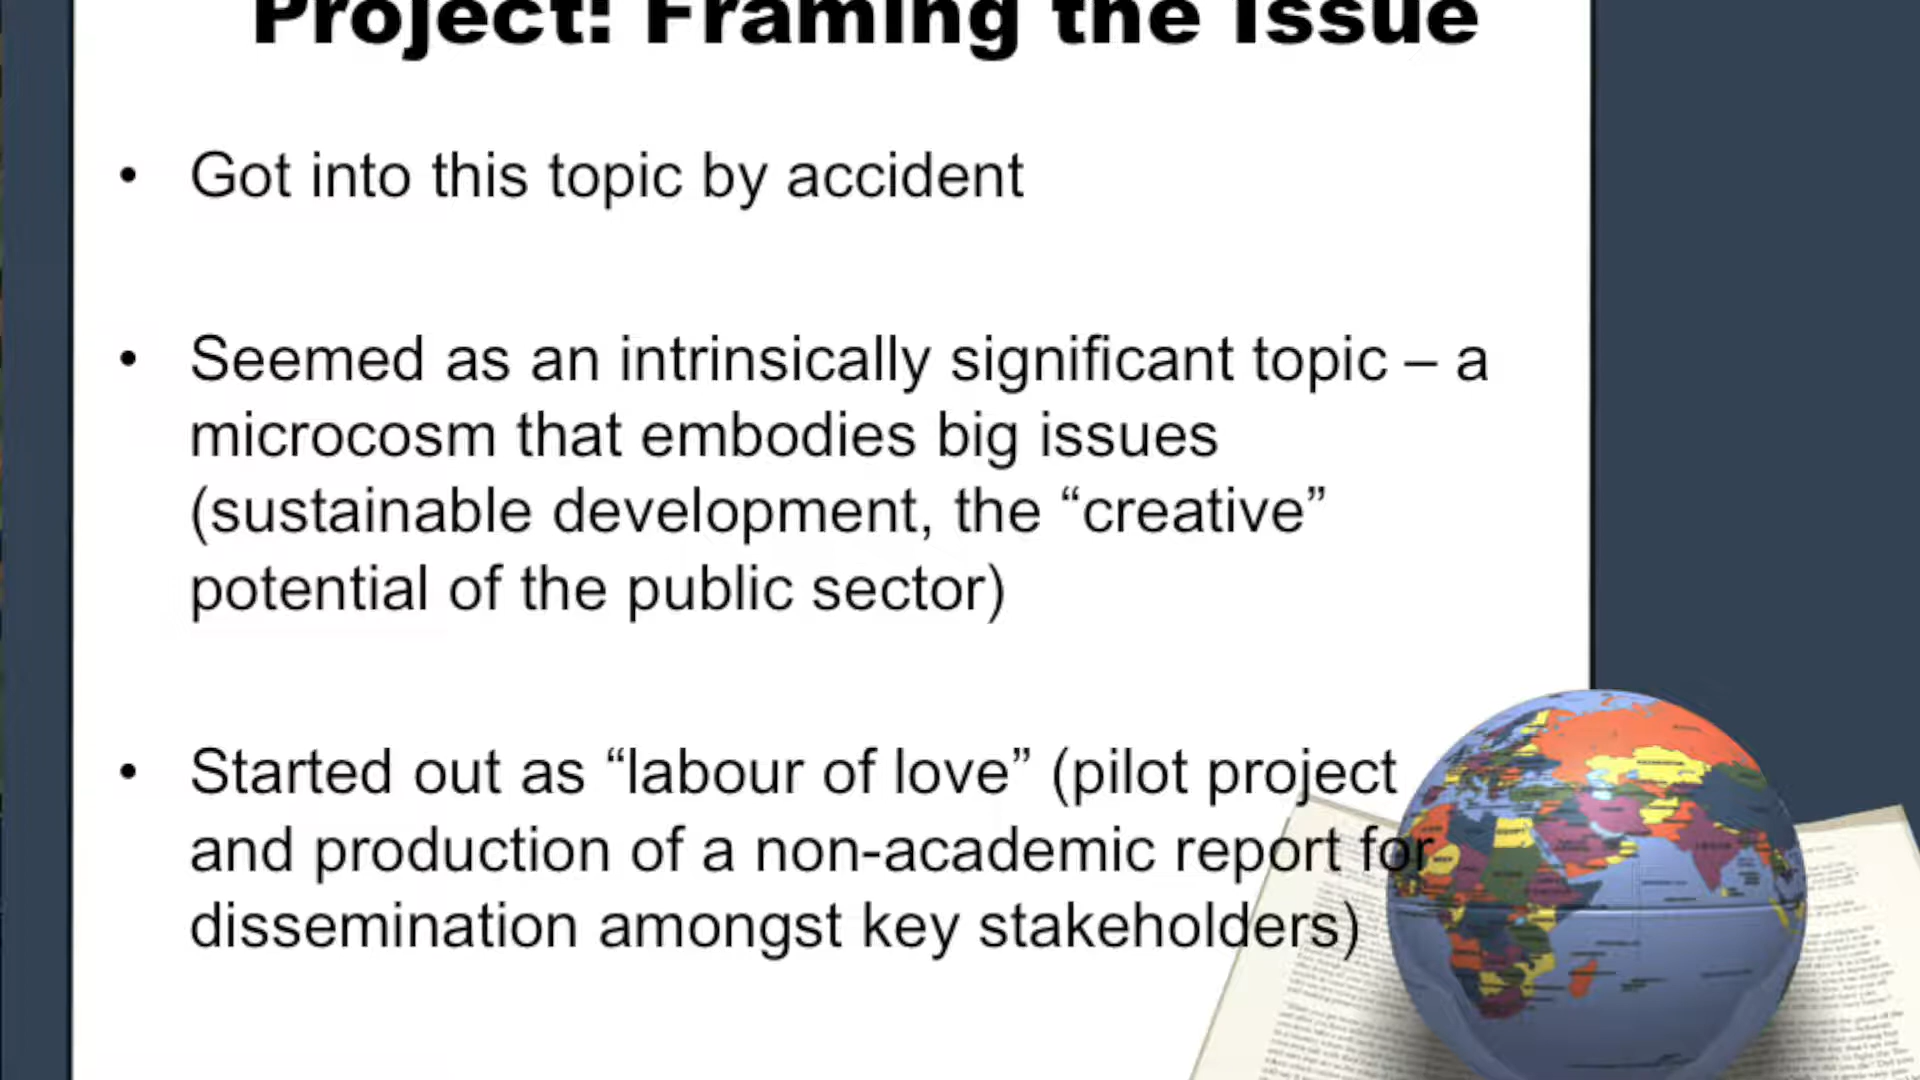 Project: Framing the Issue
• Got into this topic by accident
• Seemed as an intrinsically significant topic – a
microcosm that embodies big issues
(sustainable development, the “creative”
potential of the public sector)
• Started out as “labour of love” (pilot project
and production of a non-academic report for
dissemination amongst key stakeholders)